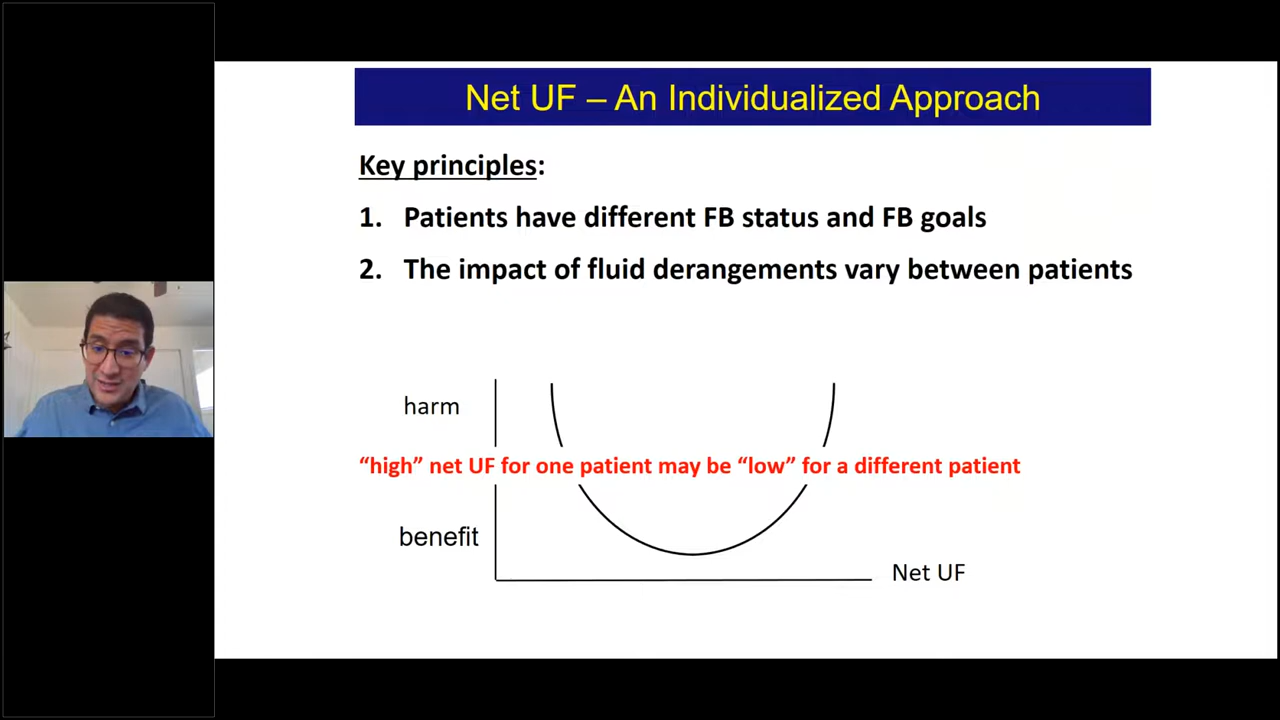 Net UF – An Individualized Approach
Key principles:
1. Patients have different FB status and FB goals
2. The impact of fluid derangements vary between patients
harm
“high” net UF for one patient may be “low” for a different patient
benefit
Net UF